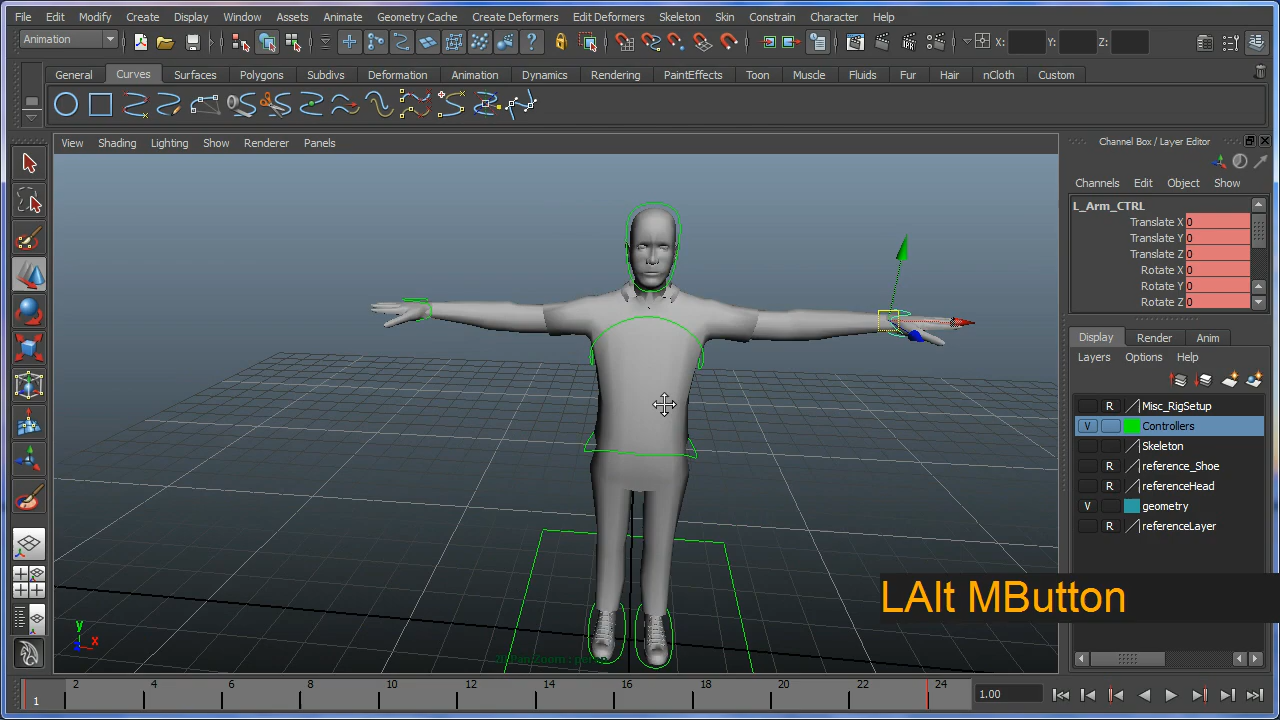 File Edit Modify Create Display Window Assets Animate Geometry Cache Create Deformers Edit Deformers Skeleton Skin Constrain Character Help
Animation X: Y: Z:
General Curves Surfaces Polygons Subdivs Deformation Animation Dynamics Rendering PaintEffects Toon Muscle Fluids Fur Hair nCloth Custom
View Shading Lighting Show Renderer Panels
Channel Box / Layer Editor
Channels Edit Object Show
L_Arm_CTRL
Translate X 0
Translate Y 0
Translate Z 0
Rotate X 0
Rotate Y 0
Rotate Z 0
Display Render Anim
Layers Options Help
R Misc_RigSetup
V Controllers
Skeleton
R reference_Shoe
R referenceHead
V geometry
R referenceLayer
LAlt MButton
y
x
2D Pan/Zoom : persp
1 2 4 6 8 10 12 14 16 18 20 22 24 1.00